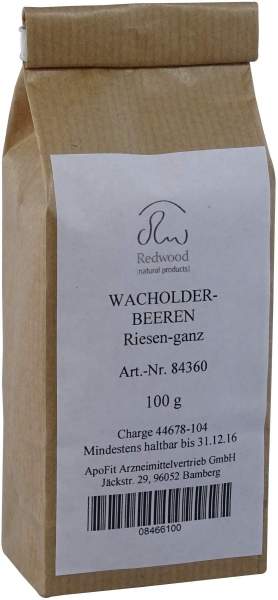 Redwood
natural products
WACHOLDER-
BEEREN
Riesen-ganz
Art.-Nr. 84360
100 g
Charge 44678-104
Mindestens haltbar bis 31.12.16
ApoFit Arzneimittelvertrieb GmbH
Jäckstr. 29, 96052 Bamberg
08466100